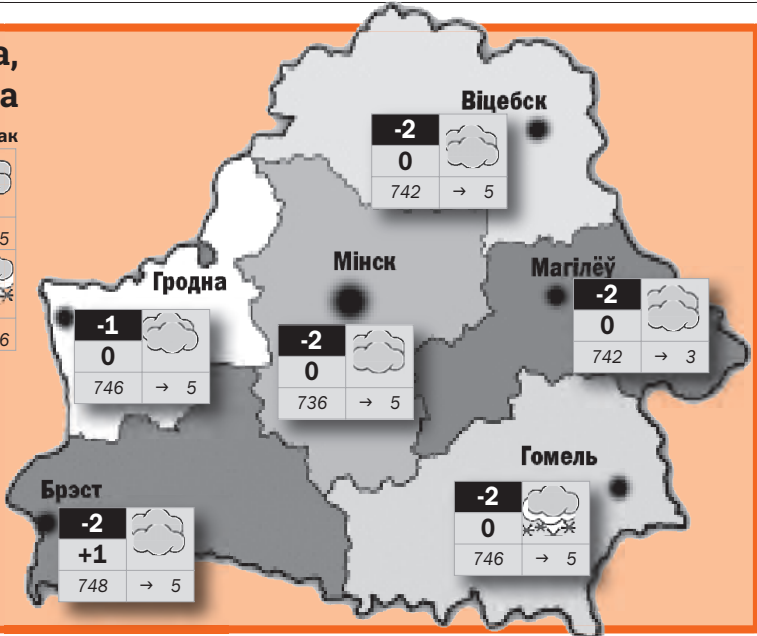 а,
а
ак
5
6
Віцебск
-2
0
742 → 5
Мінск
-2
0
736 → 5
Магілёў
-2
0
742 → 3
Гродна
-1
0
746 → 5
Гомель
-2
0
746 → 5
Брэст
-2
+1
748 → 5